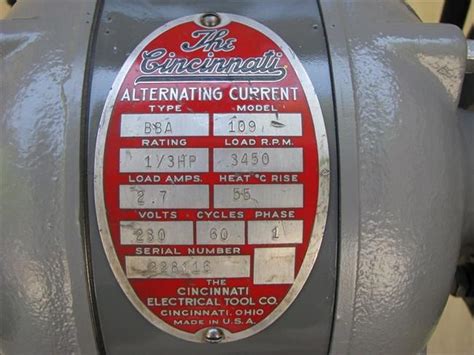 The
Cincinnati
ALTERNATING CURRENT
TYPE MODEL
BBA 109
RATING LOAD R.P.M.
1/3HP 3450
LOAD AMPS. HEAT °C RISE
2.7 55
VOLTS CYCLES PHASE
230 60 1
SERIAL NUMBER
THE
CINCINNATI
ELECTRICAL TOOL CO.
CINCINNATI, OHIO
MADE IN U.S.A.